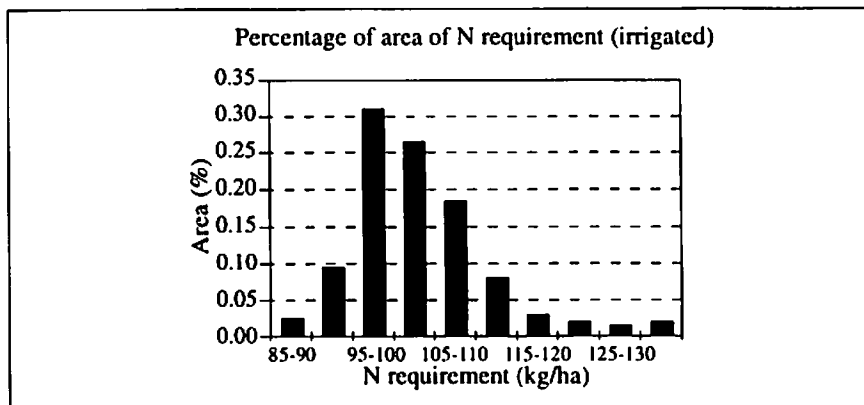 Percentage of area of N requirement (irrigated)
0.35
0.30
0.25
0.20
0.15
0.10
0.05
0.00
Area (%)
85-90 95-100 105-110 115-120 125-130
N requirement (kg/ha)